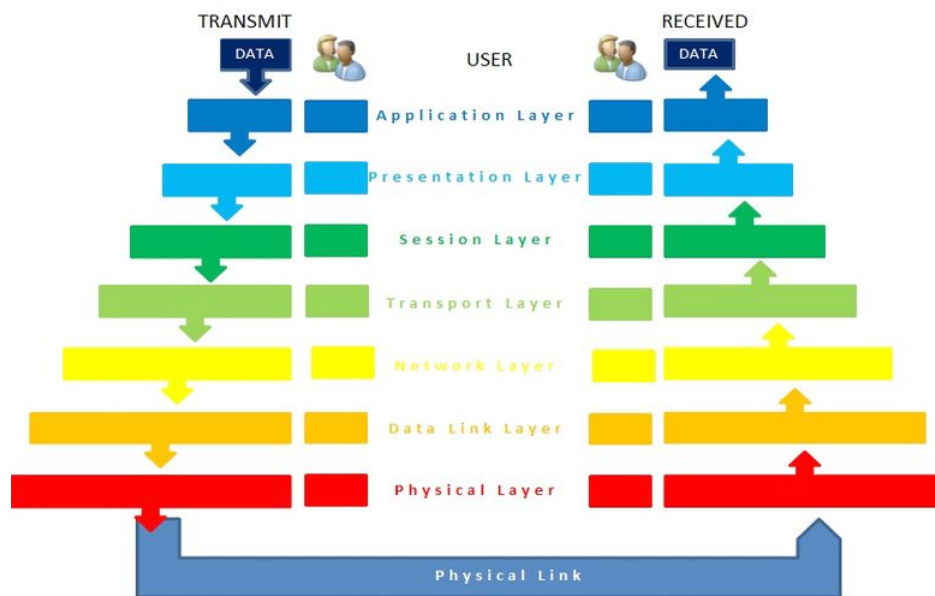 TRANSMIT
RECEIVED
DATA
USER
DATA
Application Layer
Presentation Layer
Session Layer
Transport Layer
Network Layer
Data Link Layer
Physical Layer
Physical Link